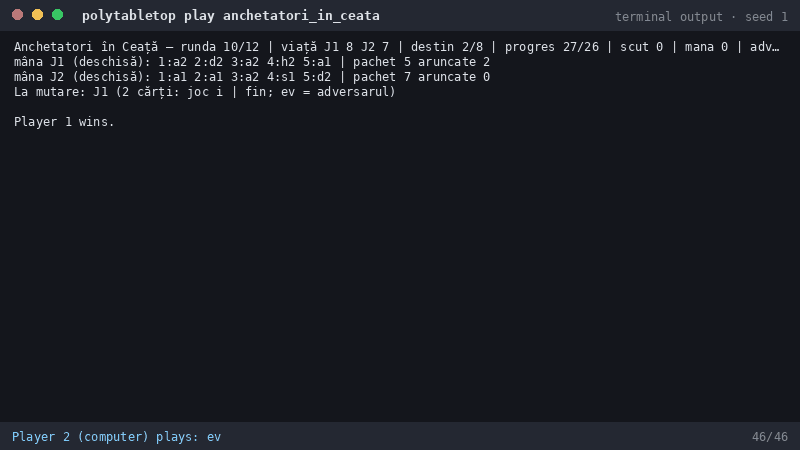 polytabletop play anchetatori_in_ceata
terminal output · seed 1
Anchetatori în Ceață — runda 10/12 | viață J1 8 J2 7 | destin 2/8 | progres 27/26 | scut 0 | mana 0 | adv…
mâna J1 (deschisă): 1:a2 2:d2 3:a2 4:h2 5:a1 | pachet 5 aruncate 2
mâna J2 (deschisă): 1:a1 2:a1 3:a2 4:s1 5:d2 | pachet 7 aruncate 0
La mutare: J1 (2 cărți: joc i | fin; ev = adversarul)
Player 1 wins.
Player 2 (computer) plays: ev
46/46